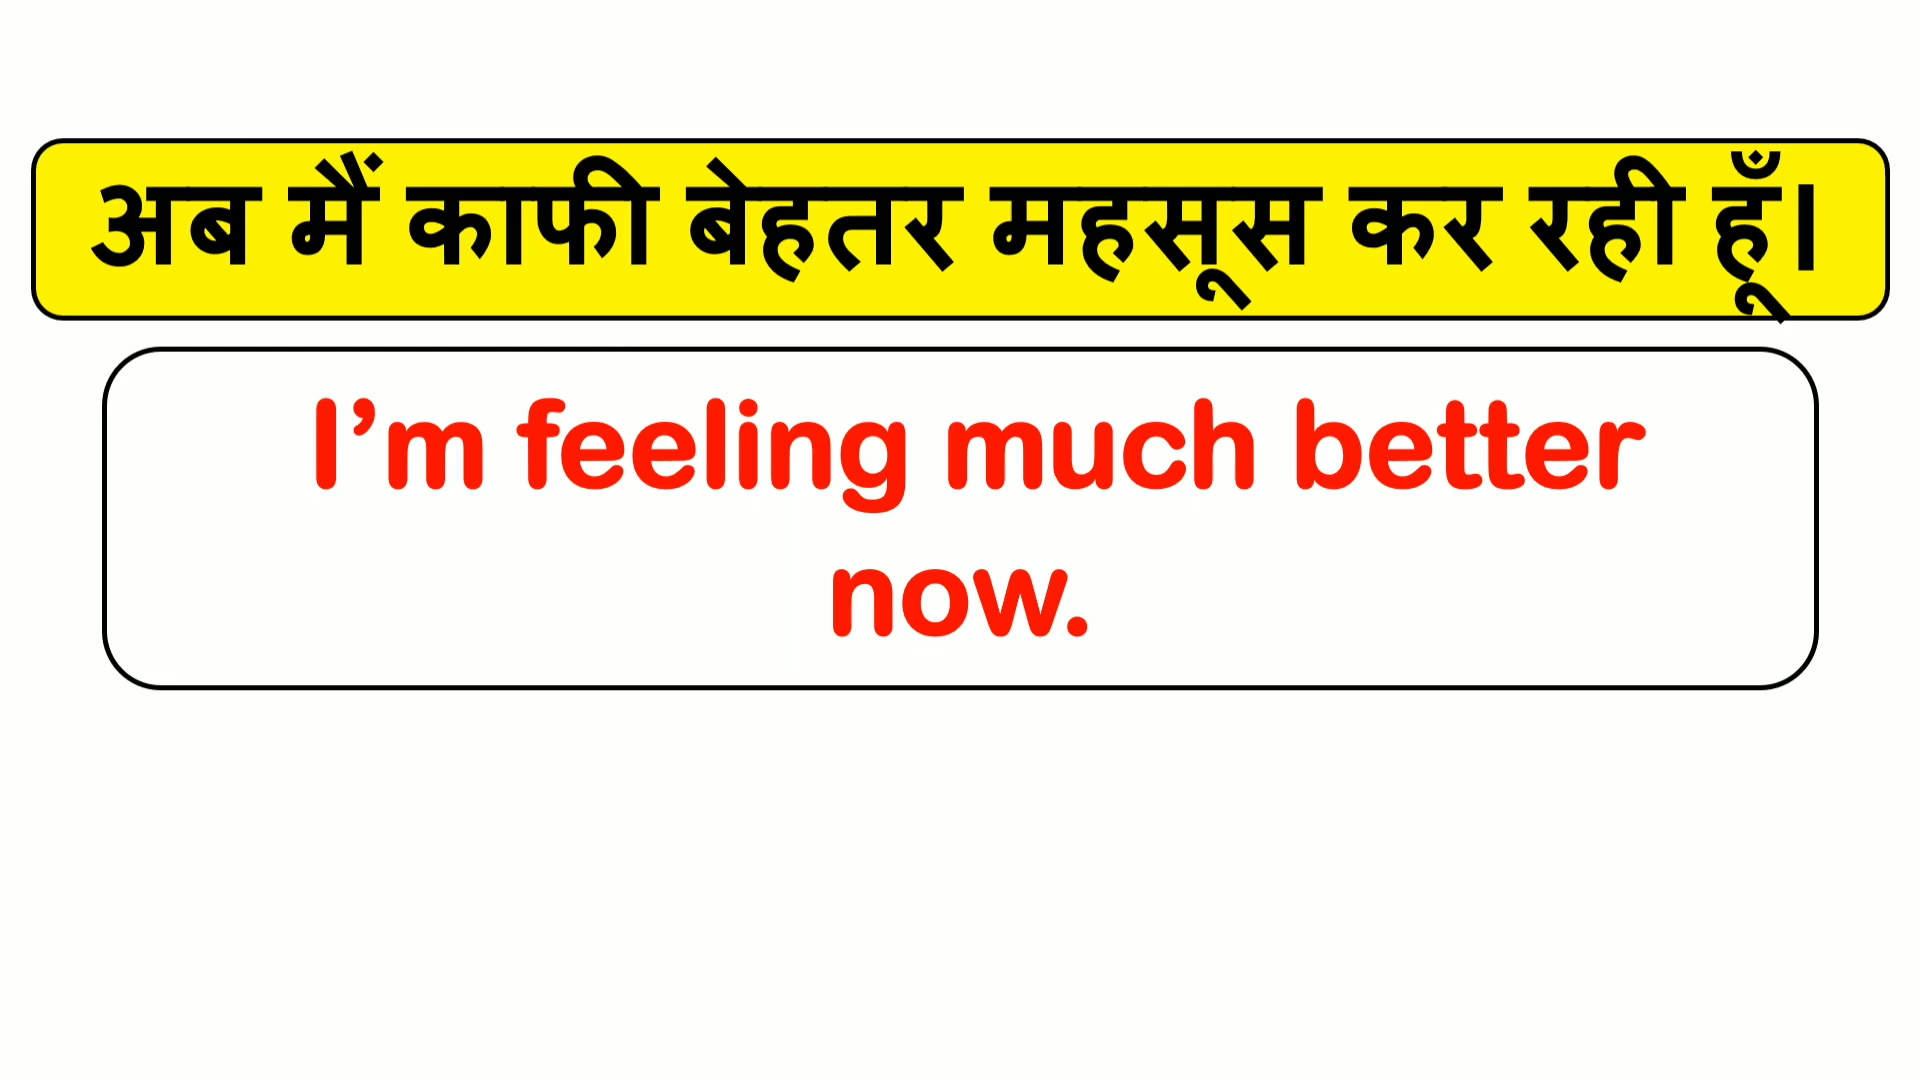 अब मैं काफी बेहतर महसूस कर रही हूँ।
I’m feeling much better
now.